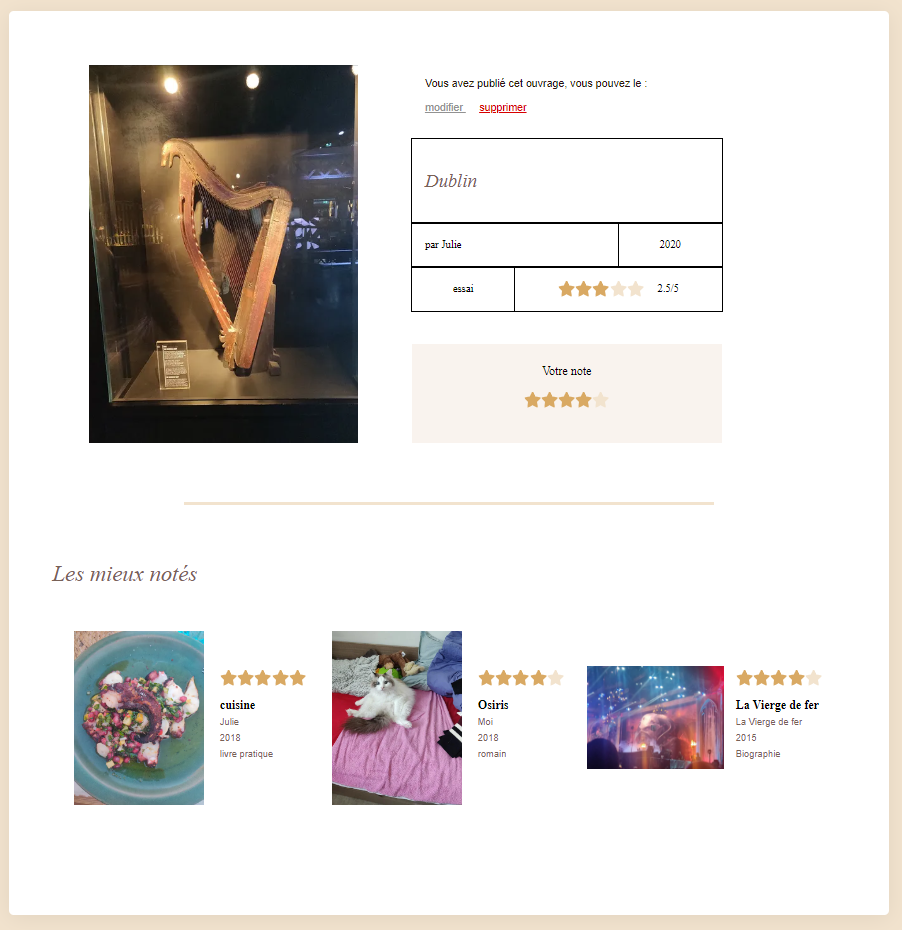 Vous avez publié cet ouvrage, vous pouvez le :
modifier supprimer
Dublin
par Julie 2020
essai 2.5/5
Votre note
Les mieux notés
cuisine
Julie
2018
livre pratique
Osiris
Moi
2018
romain
La Vierge de fer
La Vierge de fer
2015
Biographie